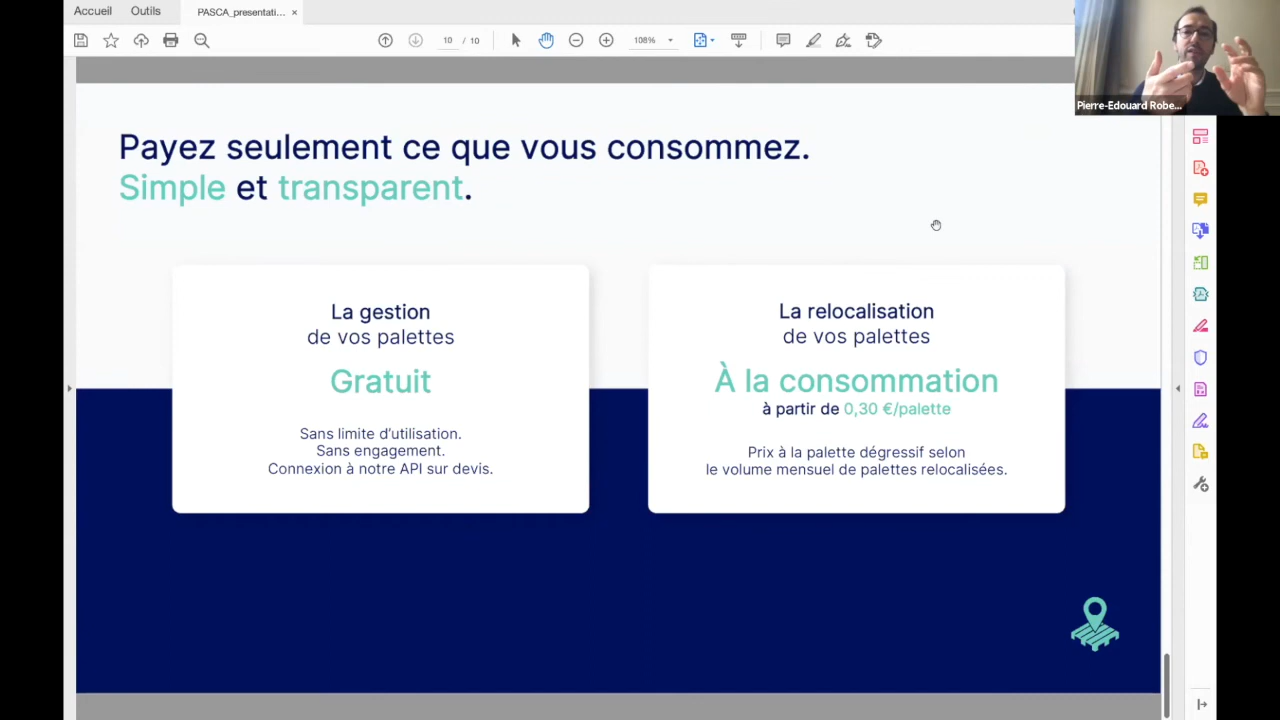 Accueil
Outils
PASCA_presentati...
10 / 10
108%
Pierre-Edouard Robe...
Payez seulement ce que vous consommez.
Simple et transparent.
La gestion
de vos palettes
Gratuit
Sans limite d'utilisation.
Sans engagement.
Connexion à notre API sur devis.
La relocalisation
de vos palettes
À la consommation
à partir de 0,30 €/palette
Prix à la palette dégressif selon
le volume mensuel de palettes relocalisées.